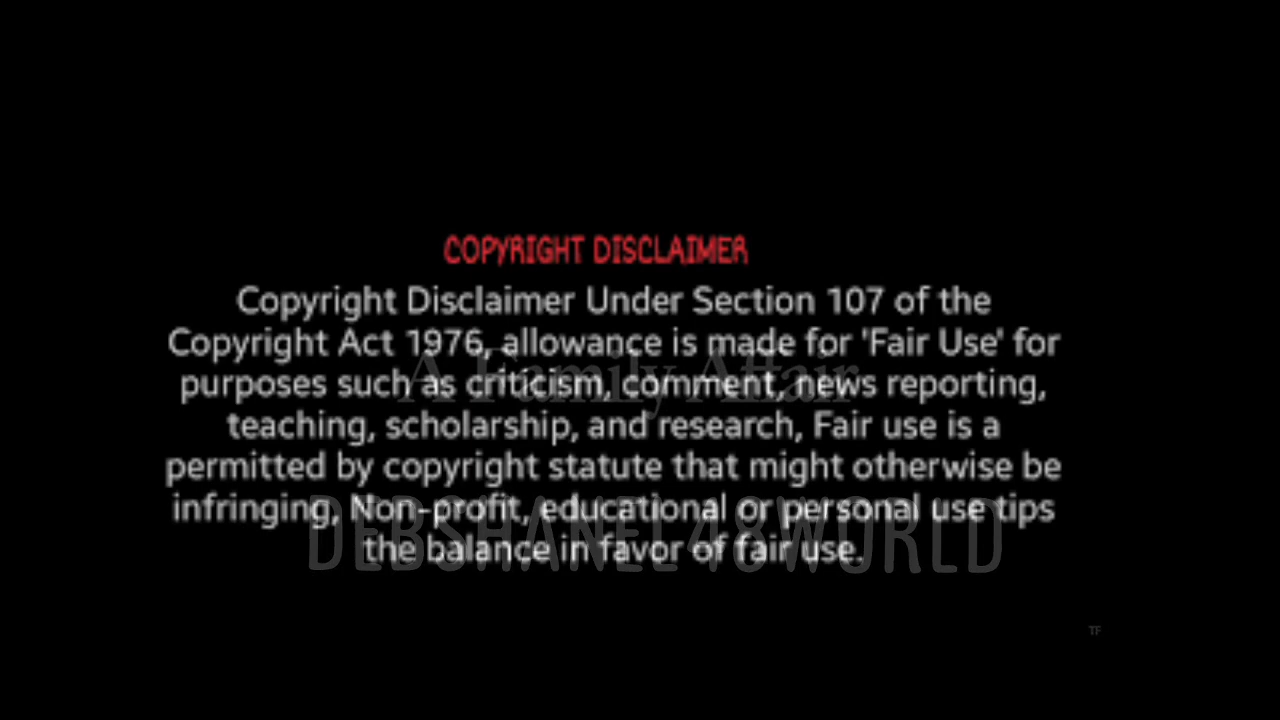 COPYRIGHT DISCLAIMER
Copyright Disclaimer Under Section 107 of the
Copyright Act 1976, allowance is made for 'Fair Use' for
A Family Affair
purposes such as criticism, comment, news reporting,
teaching, scholarship, and research, Fair use is a
permitted by copyright statute that might otherwise be
infringing, Non-profit, educational or personal use tips
DEBSHANEL48WORLD
the balance in favor of fair use.
TF